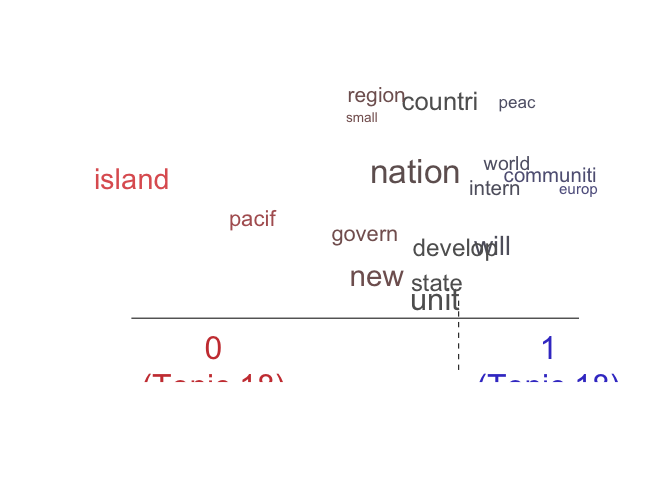 region countri peac
small
island nation world
communiti
intern europ
pacif
govern
develop will
new state
unit
0 1
(Topic 18) (Topic 18)